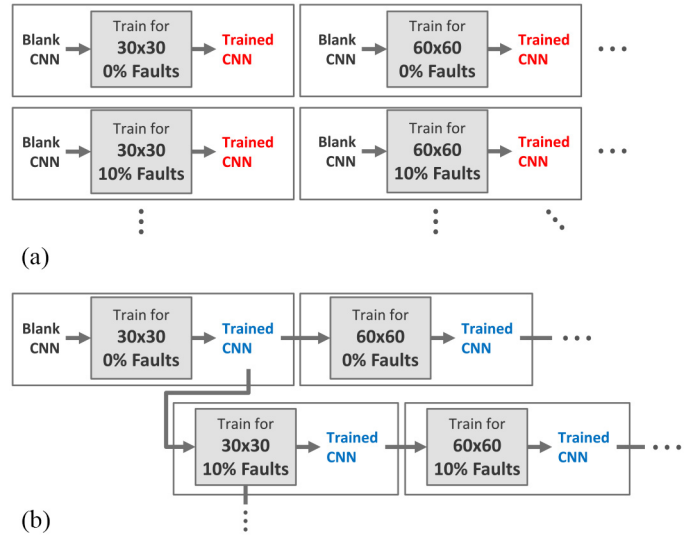 Blank
CNN
Train for
30x30
0% Faults
Trained
CNN
Blank
CNN
Train for
60x60
0% Faults
Trained
CNN
Blank
CNN
Train for
30x30
10% Faults
Trained
CNN
Blank
CNN
Train for
60x60
10% Faults
Trained
CNN
(a)
Blank
CNN
Train for
30x30
0% Faults
Trained
CNN
Train for
60x60
0% Faults
Trained
CNN
Train for
30x30
10% Faults
Trained
CNN
Train for
60x60
10% Faults
Trained
CNN
(b)